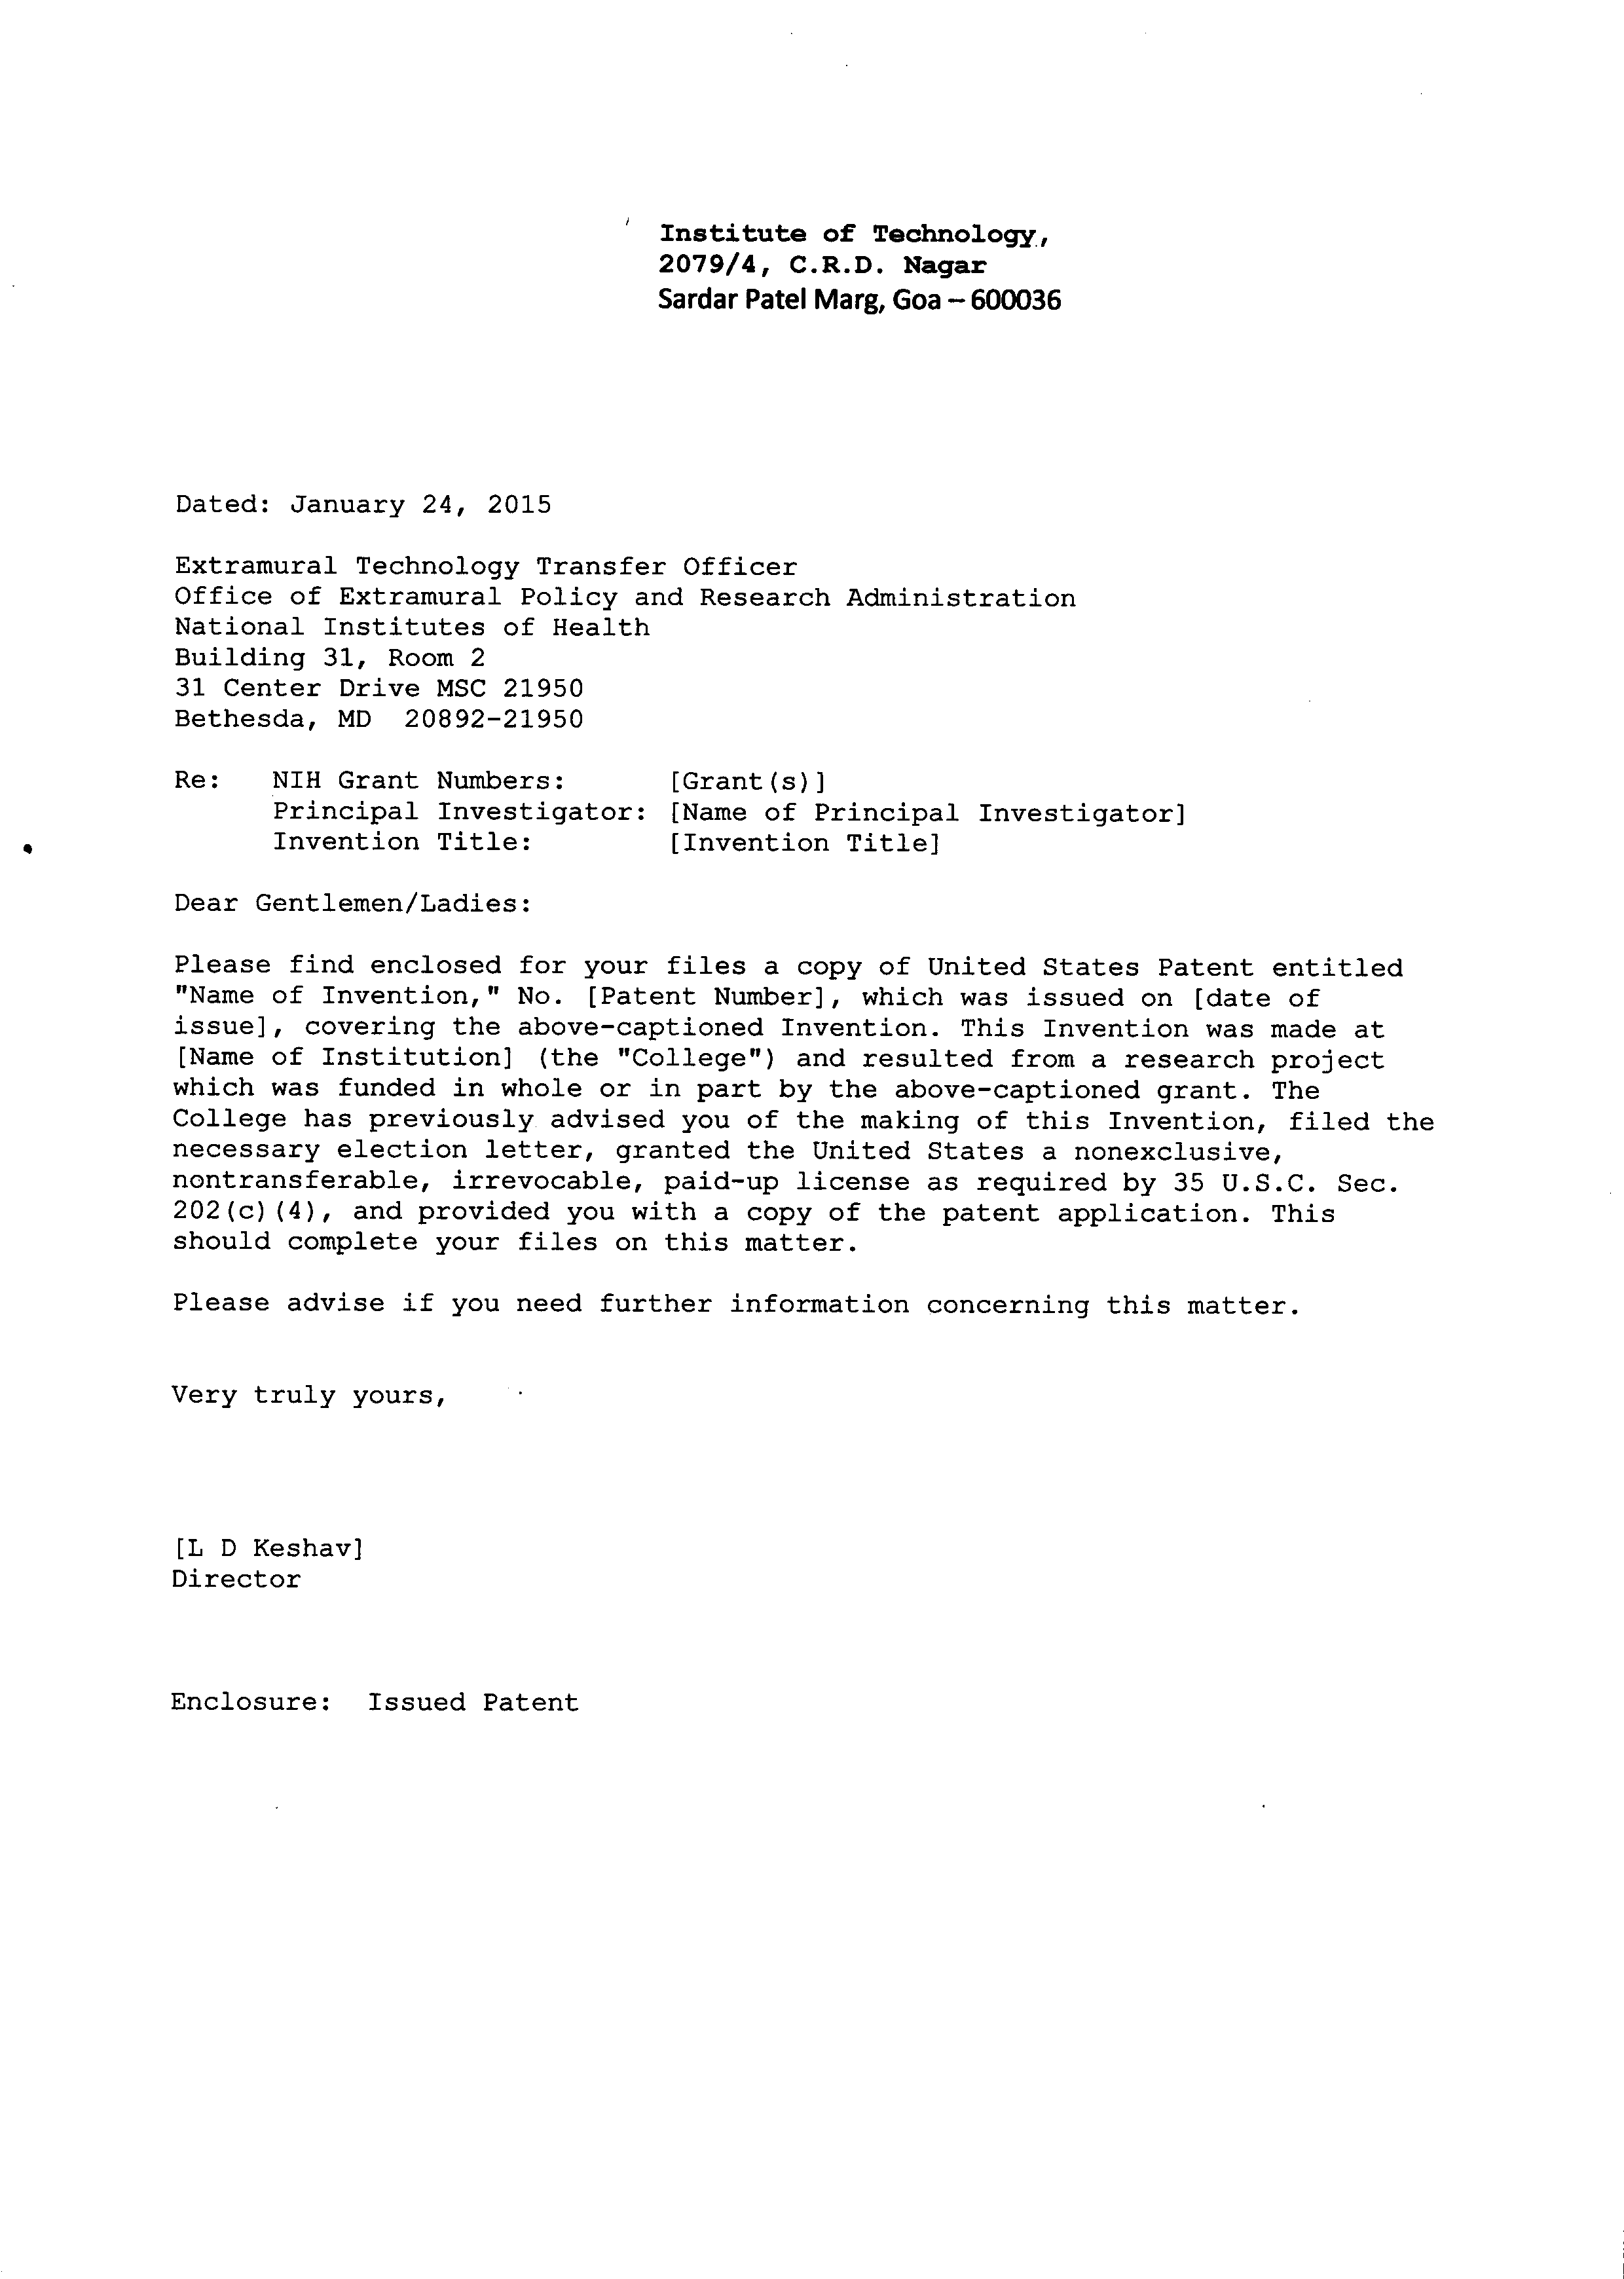 Institute of Technology,
2079/4, C.R.D. Nagar
Sardar Patel Marg, Goa – 600036
Dated: January 24, 2015
Extramural Technology Transfer Officer
Office of Extramural Policy and Research Administration
National Institutes of Health
Building 31, Room 2
31 Center Drive MSC 21950
Bethesda, MD 20892-21950
Re: NIH Grant Numbers: [Grant(s)]
Principal Investigator: [Name of Principal Investigator]
Invention Title: [Invention Title]
Dear Gentlemen/Ladies:
Please find enclosed for your files a copy of United States Patent entitled
"Name of Invention," No. [Patent Number], which was issued on [date of
issue], covering the above-captioned Invention. This Invention was made at
[Name of Institution] (the "College") and resulted from a research project
which was funded in whole or in part by the above-captioned grant. The
College has previously advised you of the making of this Invention, filed the
necessary election letter, granted the United States a nonexclusive,
nontransferable, irrevocable, paid-up license as required by 35 U.S.C. Sec.
202(c)(4), and provided you with a copy of the patent application. This
should complete your files on this matter.
Please advise if you need further information concerning this matter.
Very truly yours,
[L D Keshav]
Director
Enclosure: Issued Patent